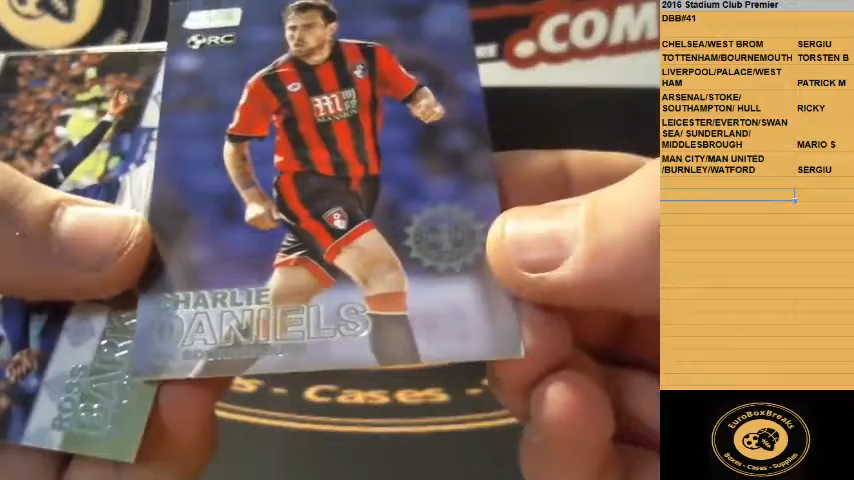 2016 Stadium Club Premier
DBB#41
CHELSEA/WEST BROM SERGIU
TOTTENHAM/BOURNEMOUTH TORSTEN B
LIVERPOOL/PALACE/WEST
HAM PATRICK M
ARSENAL/STOKE/
SOUTHAMPTON/ HULL RICKY
LEICESTER/EVERTON/SWAN
SEA/ SUNDERLAND/
MIDDLESBROUGH MARIO S
MAN CITY/MAN UNITED
/BURNLEY/WATFORD SERGIU
RC
.COM
M
MANSION
CHARLIE
DANIELS
ROSS
BARK
- Cases -
EuroBoxBreaks
Boxes - Cases - Supplies